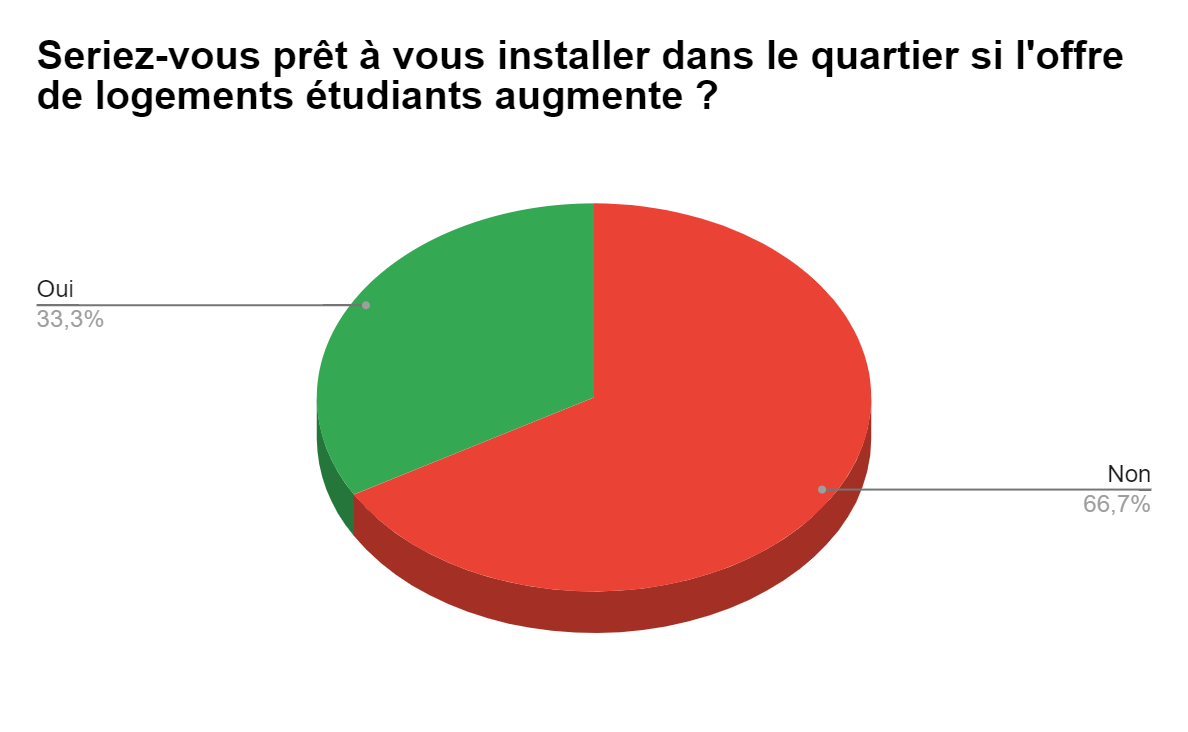 Seriez-vous prêt à vous installer dans le quartier si l'offre
de logements étudiants augmente ?
Oui
33,3%
Non
66,7%